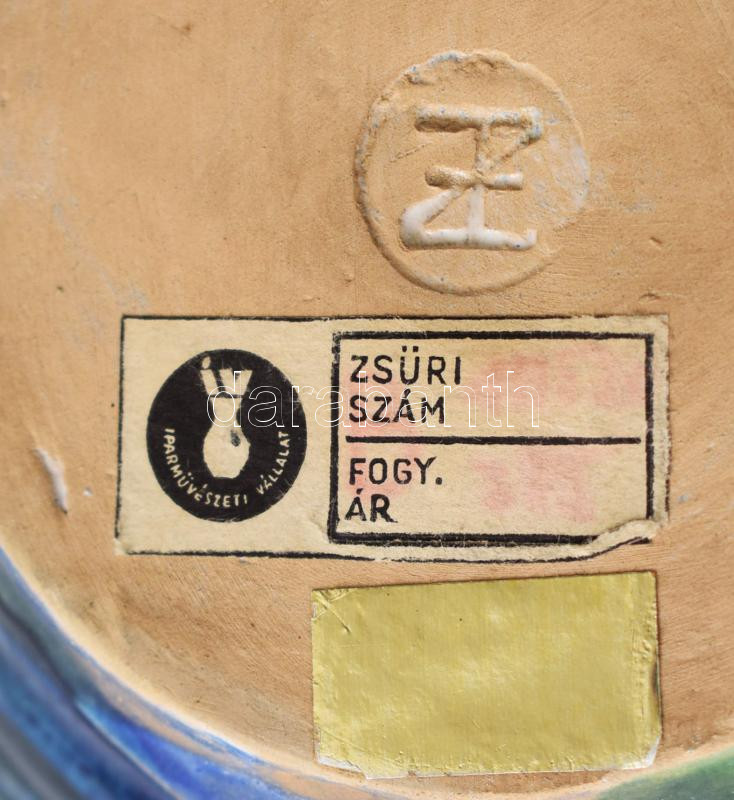 ZSÜRI
SZÁM
FOGY.
ÁR
IPARMŰVÉSZETI VÁLLALAT
darabanth